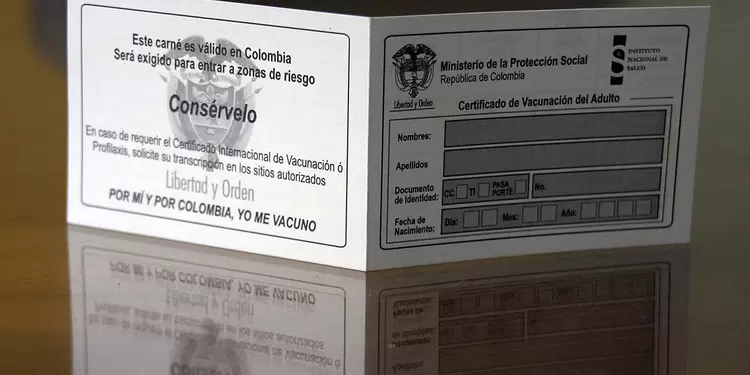 Este carné es válido en Colombia
Será exigido para entrar a zonas de riesgo
Consérvelo
En caso de requerir el Certificado Internacional de Vacunación ó
Profilaxis, solicite su transcripción en los sitios autorizados
Libertad y Orden
POR MÍ Y POR COLOMBIA, YO ME VACUNO
Libertad y Orden
Ministerio de la Protección Social
República de Colombia
INSTITUTO
NACIONAL DE
SALUD
Certificado de Vacunación del Adulto
Nombres:
Apellidos
Documento
de Identidad:
CC
TI
PASA
PORTE
No.
Fecha de
Nacimiento:
Día:
Mes:
Año: